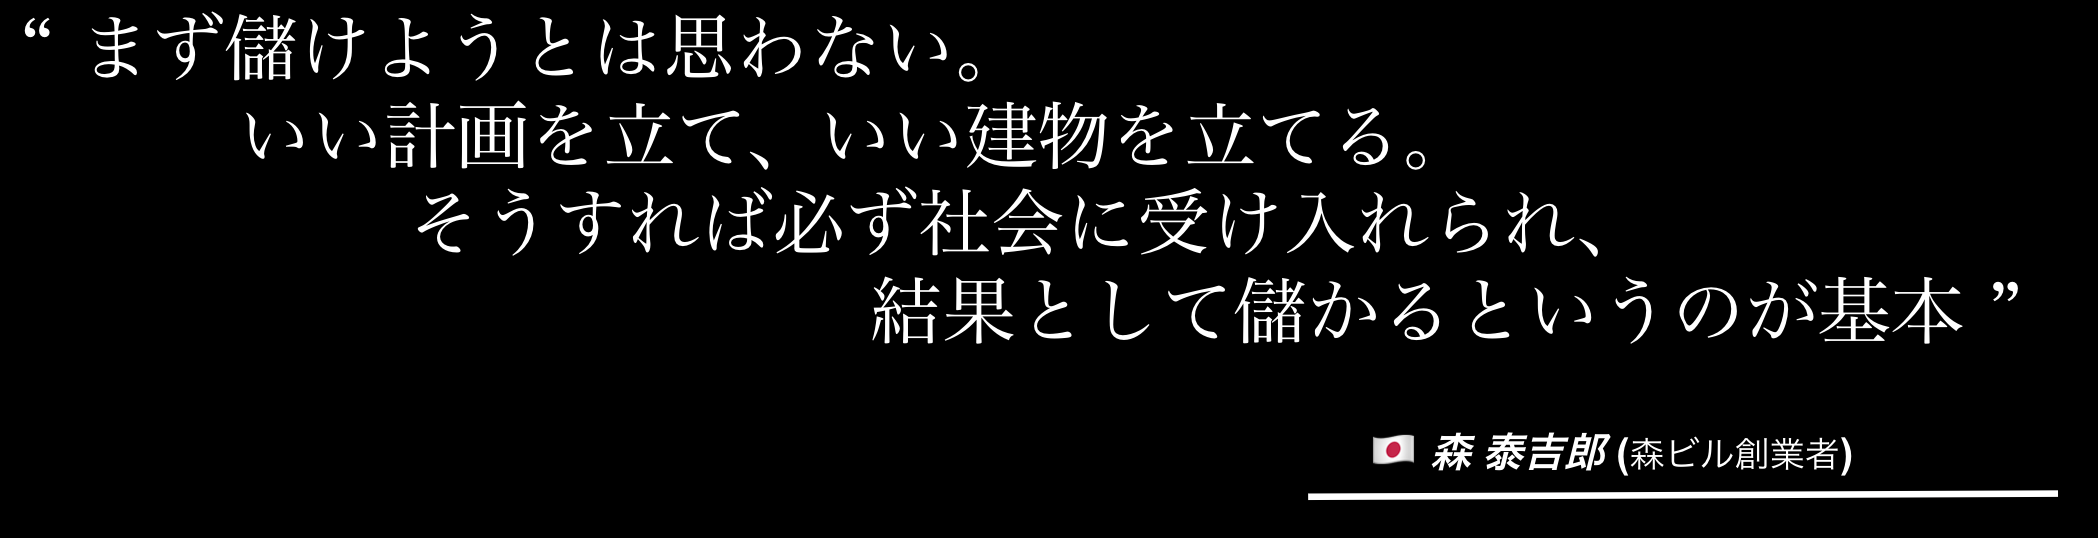 “ まず儲けようとは思わない。
いい計画を立て、いい建物を立てる。
そうすれば必ず社会に受け入れられ、
結果として儲かるというのが基本 ”
🇯🇵 森 泰吉郎 (森ビル創業者)